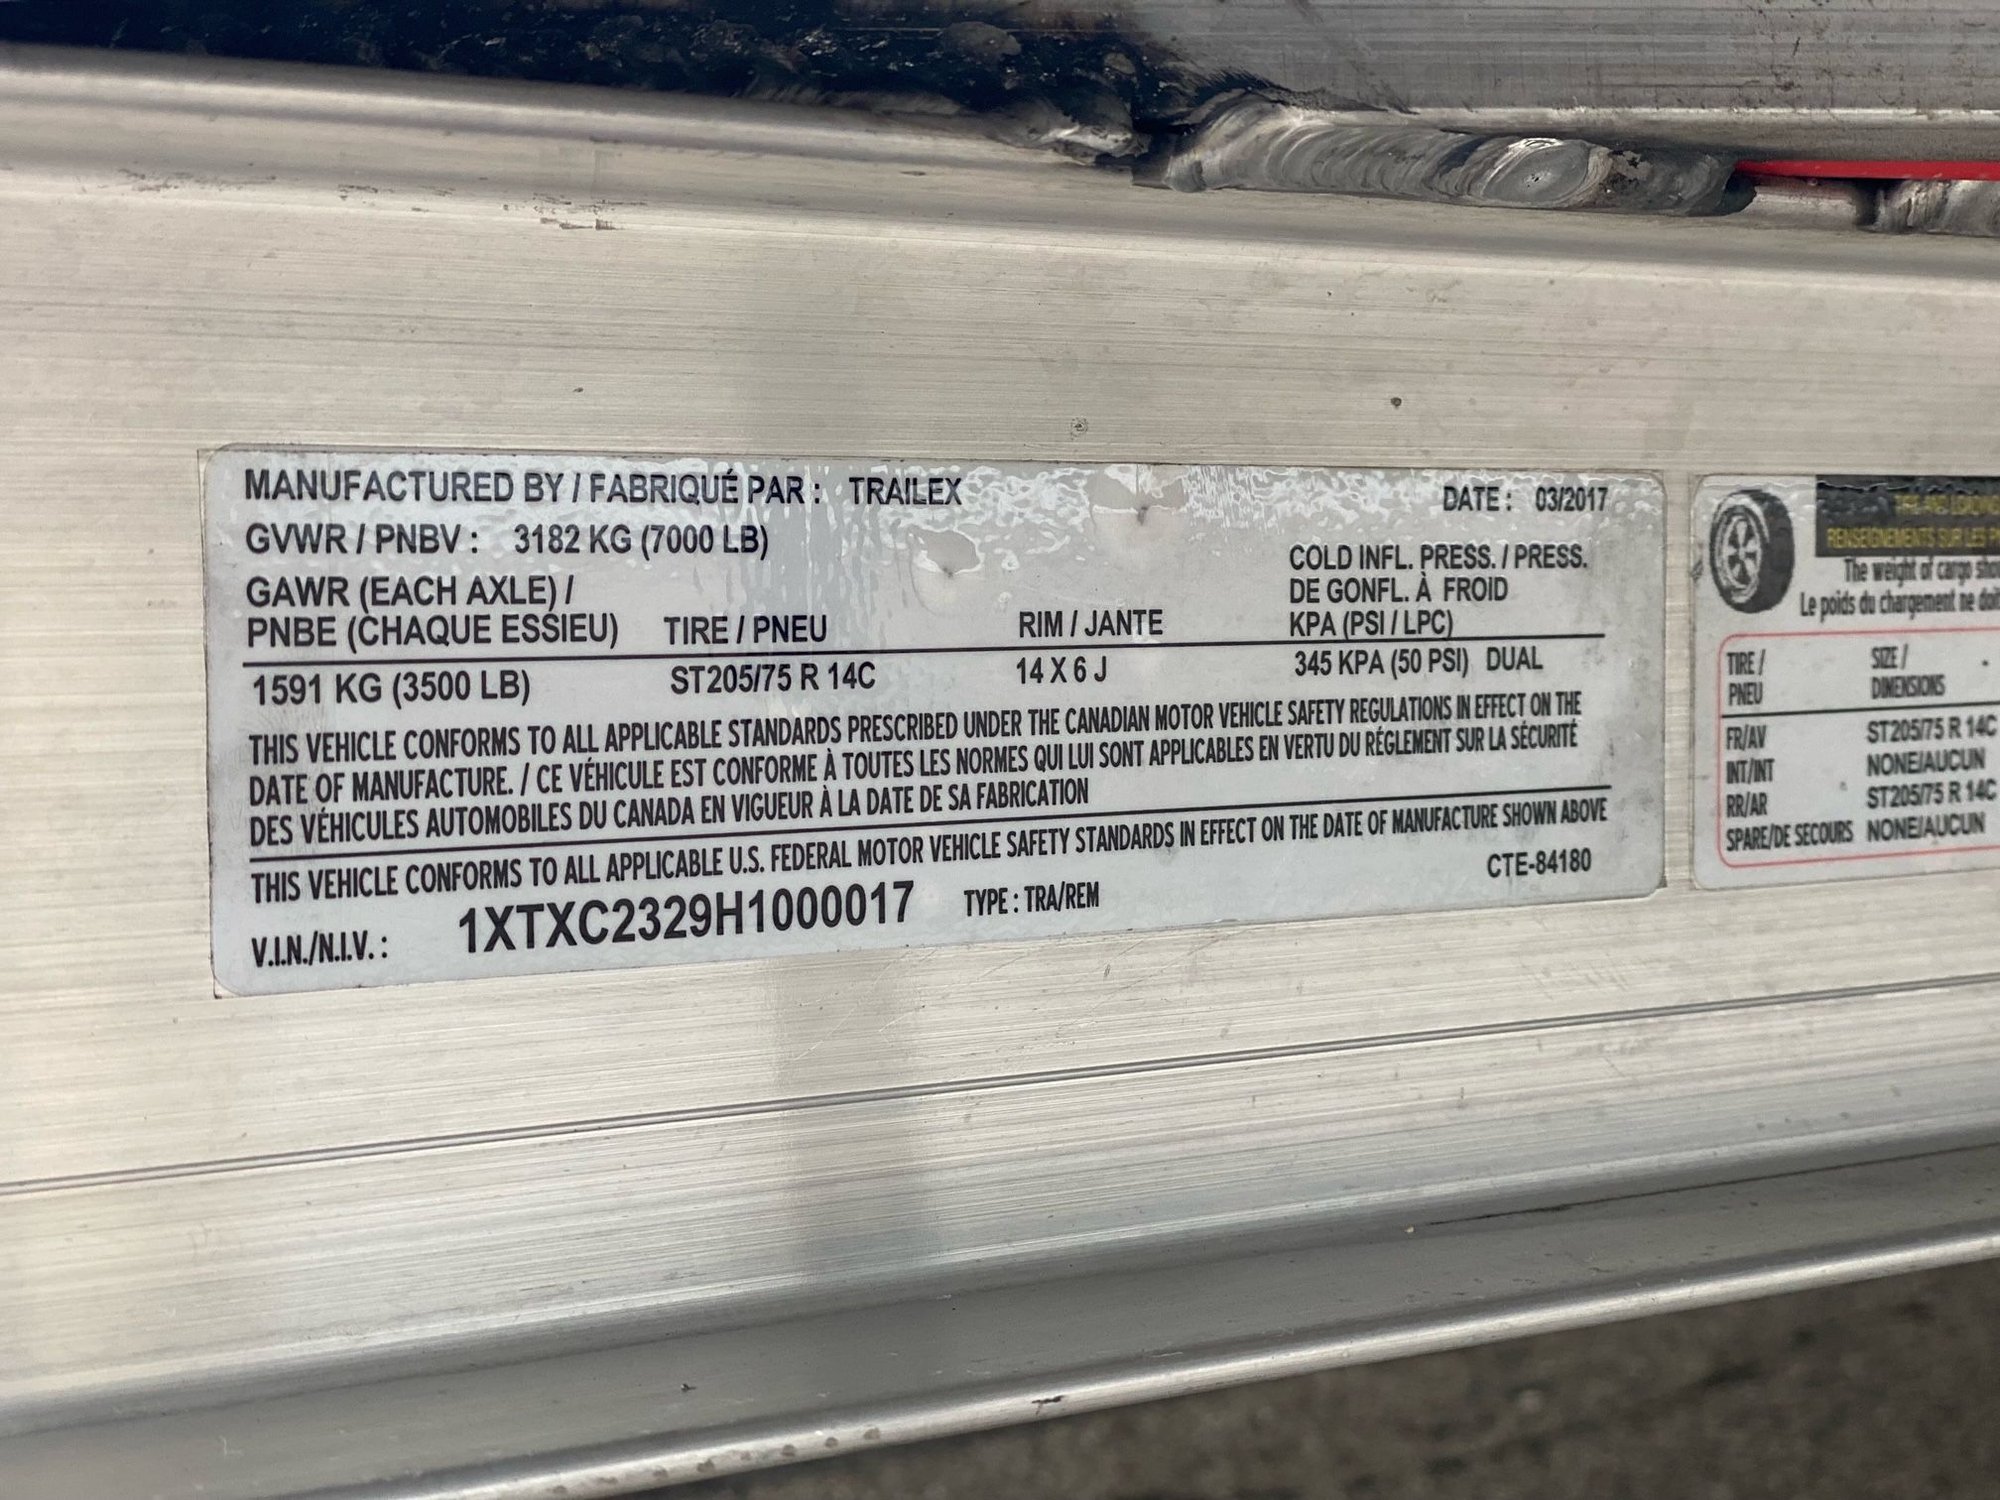 MANUFACTURED BY / FABRIQUÉ PAR : TRAILEX DATE : 03/2017
GVWR / PNBV : 3182 KG (7000 LB)
GAWR (EACH AXLE) /
PNBE (CHAQUE ESSIEU) TIRE / PNEU RIM / JANTE
COLD INFL. PRESS. / PRESS.
DE GONFL. À FROID
KPA (PSI / LPC)
1591 KG (3500 LB) ST205/75 R 14C 14 X 6 J 345 KPA (50 PSI) DUAL
THIS VEHICLE CONFORMS TO ALL APPLICABLE STANDARDS PRESCRIBED UNDER THE CANADIAN MOTOR VEHICLE SAFETY REGULATIONS IN EFFECT ON THE
DATE OF MANUFACTURE. / CE VÉHICULE EST CONFORME À TOUTES LES NORMES QUI LUI SONT APPLICABLES EN VERTU DU RÉGLEMENT SUR LA SÉCURITÉ
DES VÉHICULES AUTOMOBILES DU CANADA EN VIGUEUR À LA DATE DE SA FABRICATION
THIS VEHICLE CONFORMS TO ALL APPLICABLE U.S. FEDERAL MOTOR VEHICLE SAFETY STANDARDS IN EFFECT ON THE DATE OF MANUFACTURE SHOWN ABOVE
V.I.N./N.I.V. : 1XTXC2329H1000017 TYPE : TRA/REM CTE-84180
TIRE AND LOADING
RENSEIGNEMENTS SUR LES
The weight of cargo
Le poids du chargement ne doit
TIRE / SIZE /
PNEU DIMENSIONS
FR/AV ST205/75 R 14C
INT/INT NONE/AUCUN
RR/AR ST205/75 R 14C
SPARE/DE SECOURS NONE/AUCUN